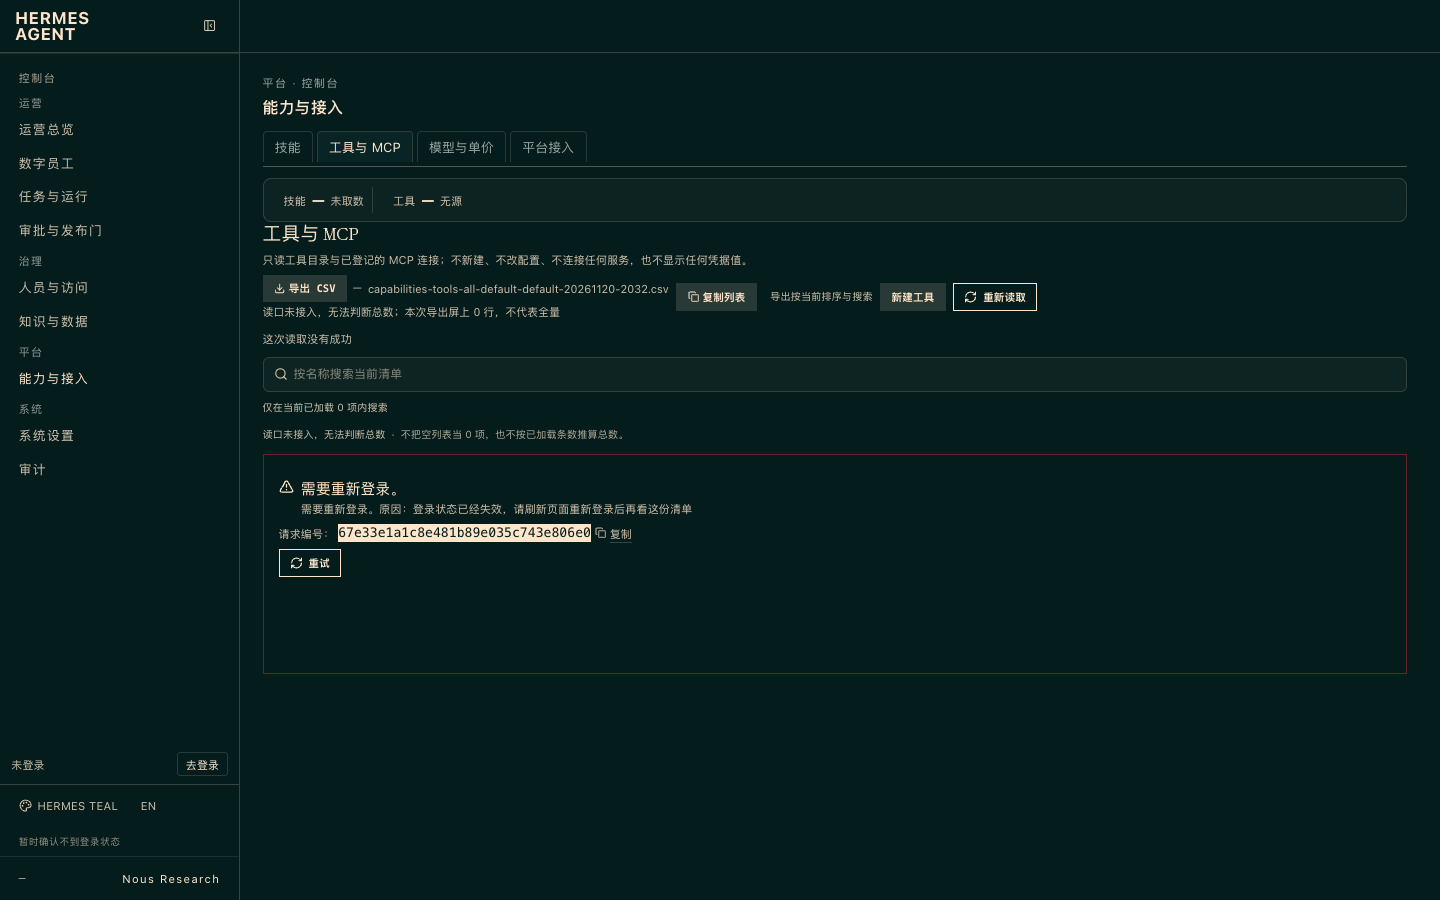 HERMES
AGENT
控制台
运营
运营总览
数字员工
任务与运行
审批与发布门
治理
人员与访问
知识与数据
平台
能力与接入
系统
系统设置
审计
未登录 去登录
HERMES TEAL EN
暂时确认不到登录状态
— Nous Research
平台 · 控制台
能力与接入
技能 工具与 MCP 模型与单价 平台接入
技能 — 未取数 工具 — 无源
工具与 MCP
只读工具目录与已登记的 MCP 连接；不新建、不改配置、不连接任何服务，也不显示任何凭据值。
导出 CSV — capabilities-tools-all-default-default-20261120-2032.csv 复制列表 导出按当前排序与搜索 新建工具 重新读取
读口未接入，无法判断总数；本次导出屏上 0 行，不代表全量
这次读取没有成功
按名称搜索当前清单
仅在当前已加载 0 项内搜索
读口未接入，无法判断总数 · 不把空列表当 0 项，也不按已加载条数推算总数。
需要重新登录。
需要重新登录。原因：登录状态已经失效，请刷新页面重新登录后再看这份清单
请求编号： 67e33e1a1c8e481b89e035c743e806e0 复制
重试